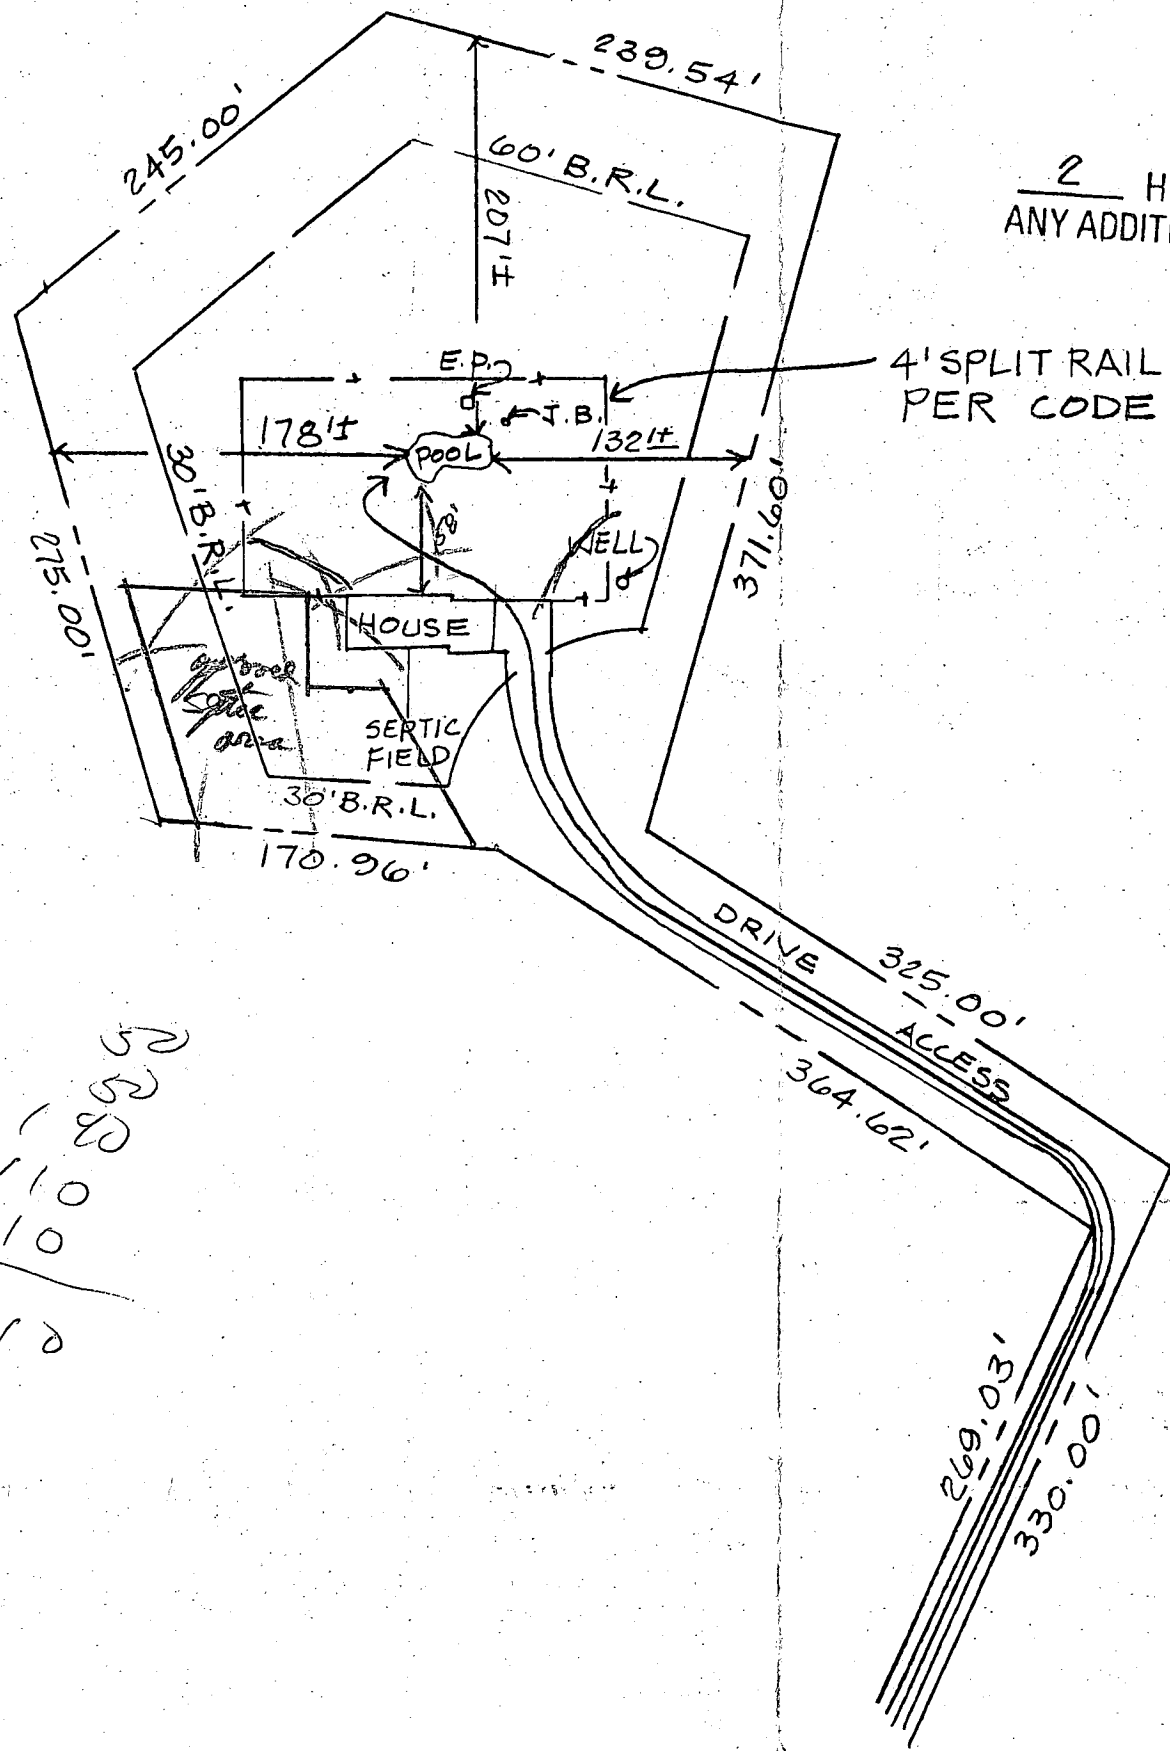 239.54'
245.00'
60' B.R.L.
2 H
ANY ADDIT
207'±
4' SPLIT RAIL
PER CODE
E.P.
J.B.
178'±
POOL
132'±
30' B.R.L.
WELL
371.60'
275.00'
HOUSE
Septic
area
SEPTIC
FIELD
30' B.R.L.
170.96'
DRIVE
ACCESS
325.00'
364.62'
269.03'
330.00'